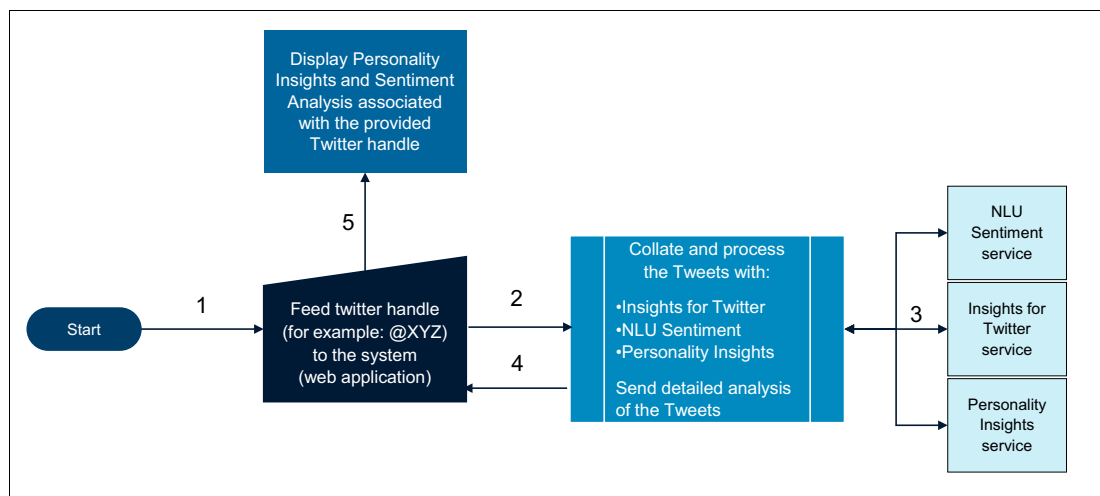 Display Personality
Insights and Sentiment
Analysis associated
with the provided
Twitter handle
5
Start
1
Feed twitter handle
(for example: @XYZ)
to the system
(web application)
2
4
Collate and process
the Tweets with:
•Insights for Twitter
•NLU Sentiment
•Personality Insights
Send detailed analysis
of the Tweets
3
NLU
Sentiment
service
Insights for
Twitter
service
Personality
Insights
service